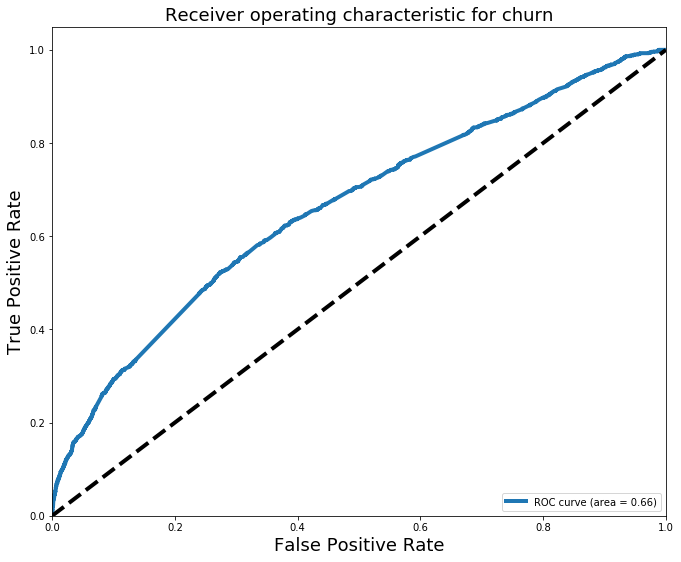 Receiver operating characteristic for churn
True Positive Rate
1.0
0.8
0.6
0.4
0.2
0.0
0.0 0.2 0.4 0.6 0.8 1.0
False Positive Rate
ROC curve (area = 0.66)